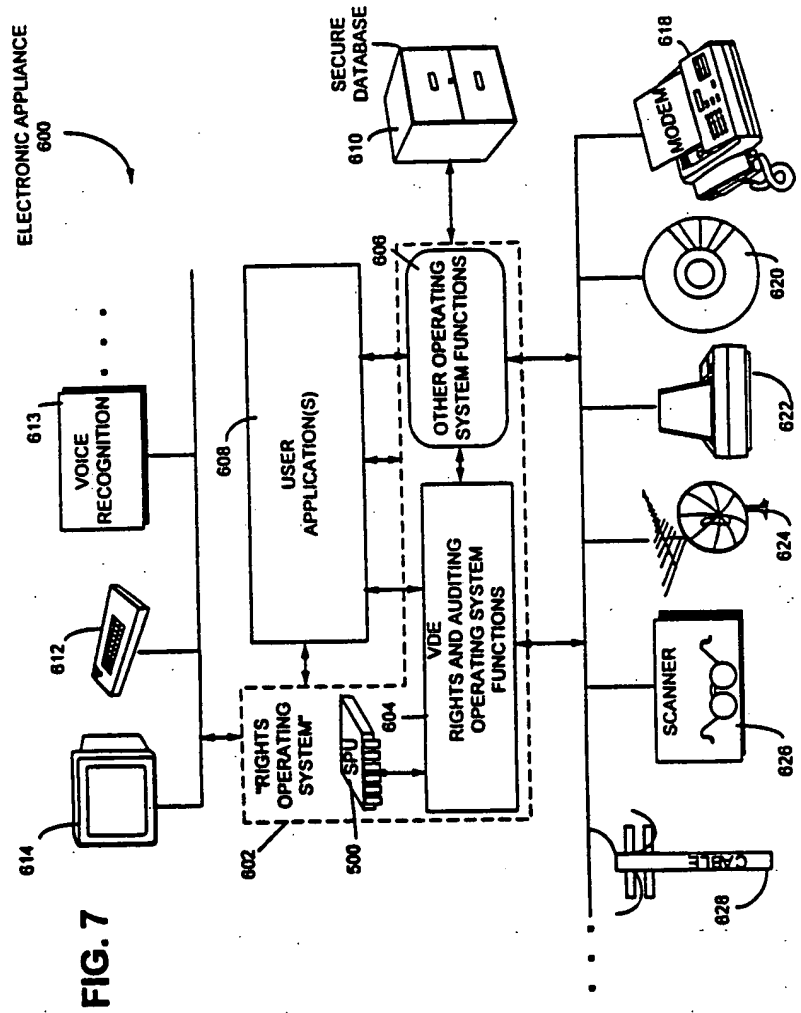 FIG. 7
ELECTRONIC APPLIANCE
600
614
612
613
VOICE
RECOGNITION
602
"RIGHTS
OPERATING
SYSTEM"
608
USER
APPLICATION(S)
SPU
500
604
VDE
RIGHTS AND AUDITING
OPERATING SYSTEM
FUNCTIONS
606
OTHER OPERATING
SYSTEM FUNCTIONS
610
SECURE
DATABASE
CABLE
628
SCANNER
626
624
622
620
MODEM
618